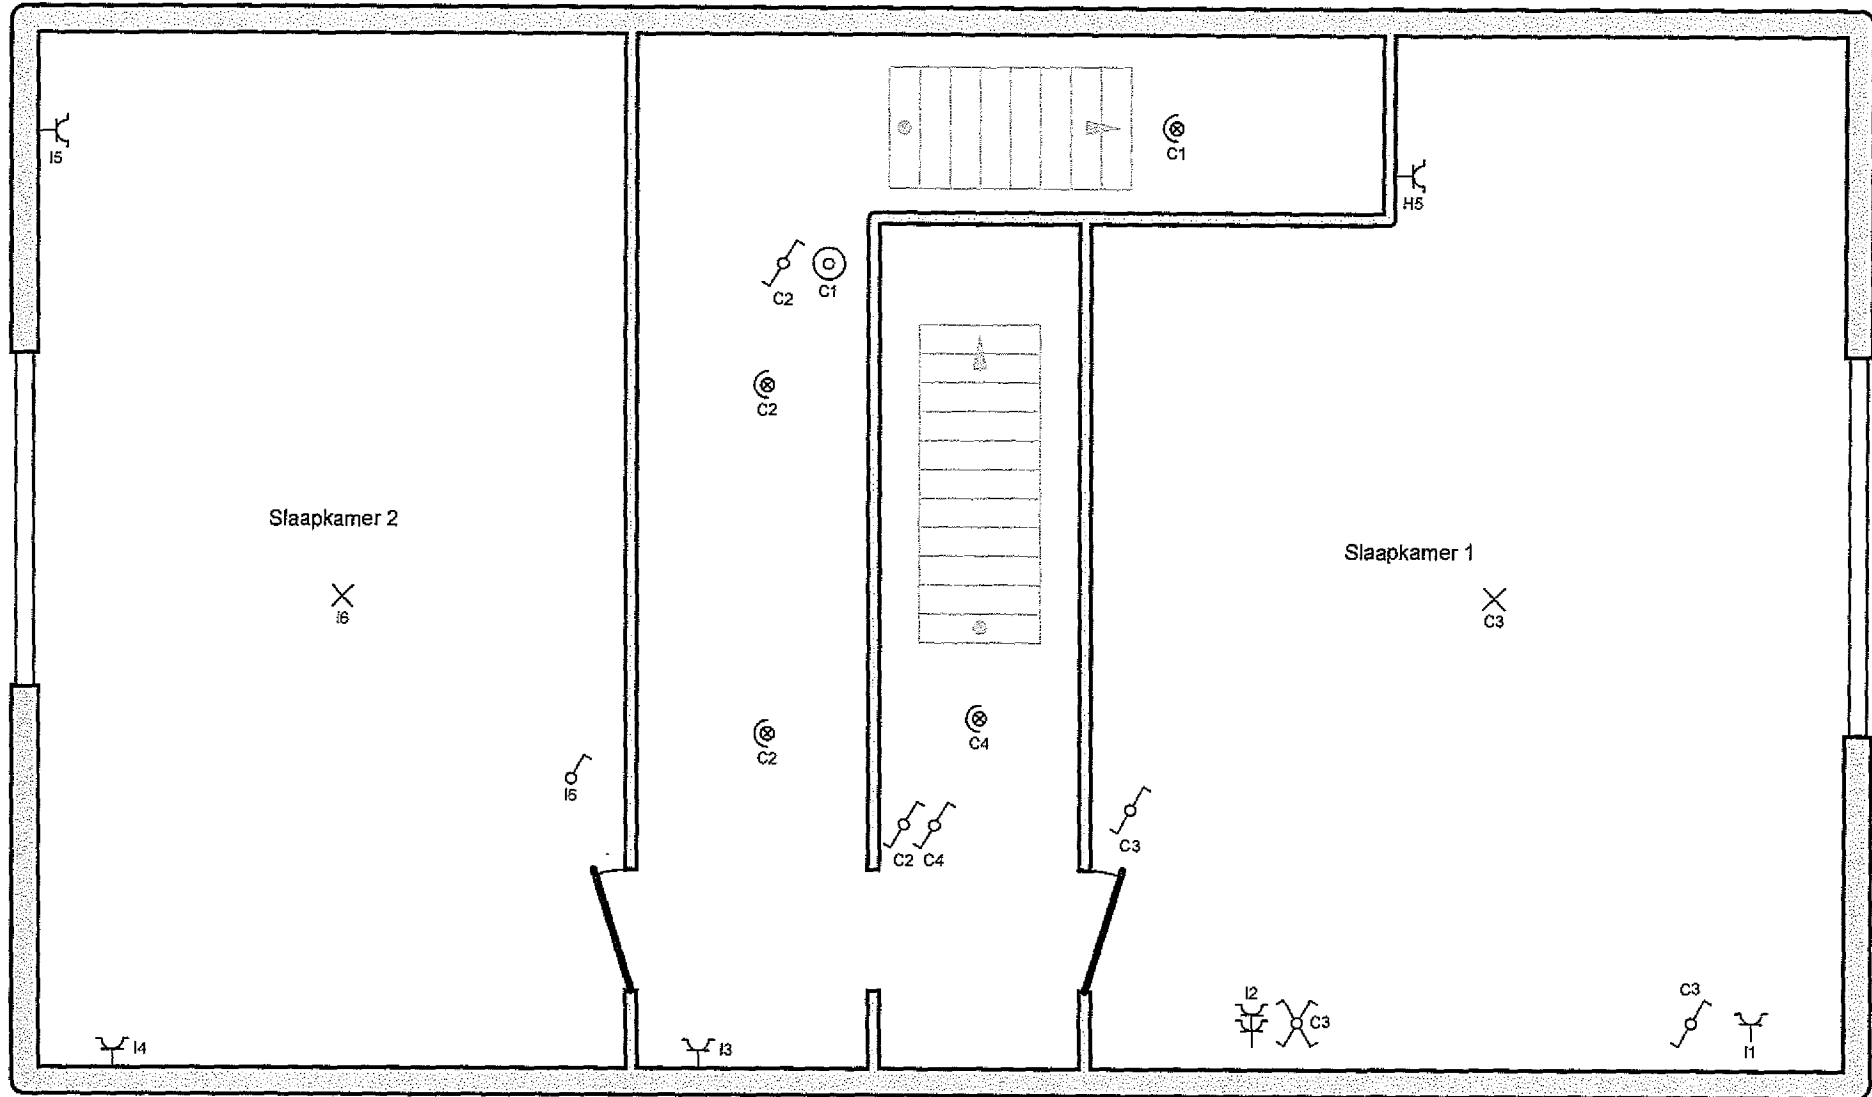 I5
C1
H5
C2
C1
C2
Slaapkamer 2
Slaapkamer 1
I6
C3
C2
C4
I6
C2
C4
C3
I2
C3
C3
I4
I3
I1